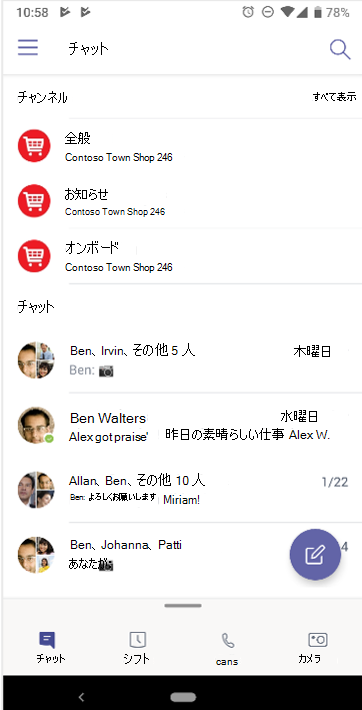 10:58 78%
チャット
チャンネル すべて表示
全般
Contoso Town Shop 246
お知らせ
Contoso Town Shop 246
オンボード
Contoso Town Shop 246
チャット
Ben、Irvin、その他 5 人 木曜日
Ben:
Ben Walters 水曜日
Alex got praise' 昨日の素晴らしい仕事 Alex W.
Allan、Ben、その他 10 人 1/22
Ben: よろしくお願いします Miriam!
Ben、Johanna、Patti 4
あなたが:
チャット シフト cans カメラ